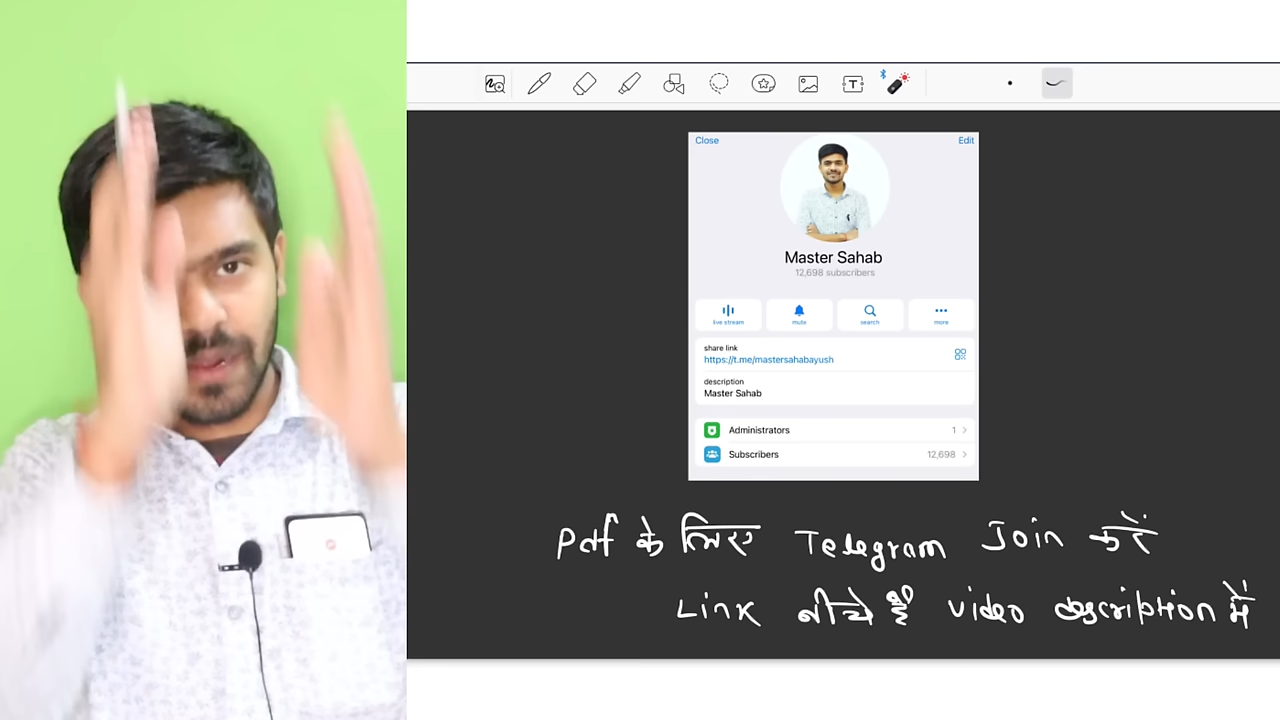 Close
Edit
Master Sahab
12,698 subscribers
live stream
mute
search
more
share link
https://t.me/mastersahabayush
description
Master Sahab
Administrators 1
Subscribers 12,698
Pdf के लिए Telegram Join करें
Link नीचे है video description में